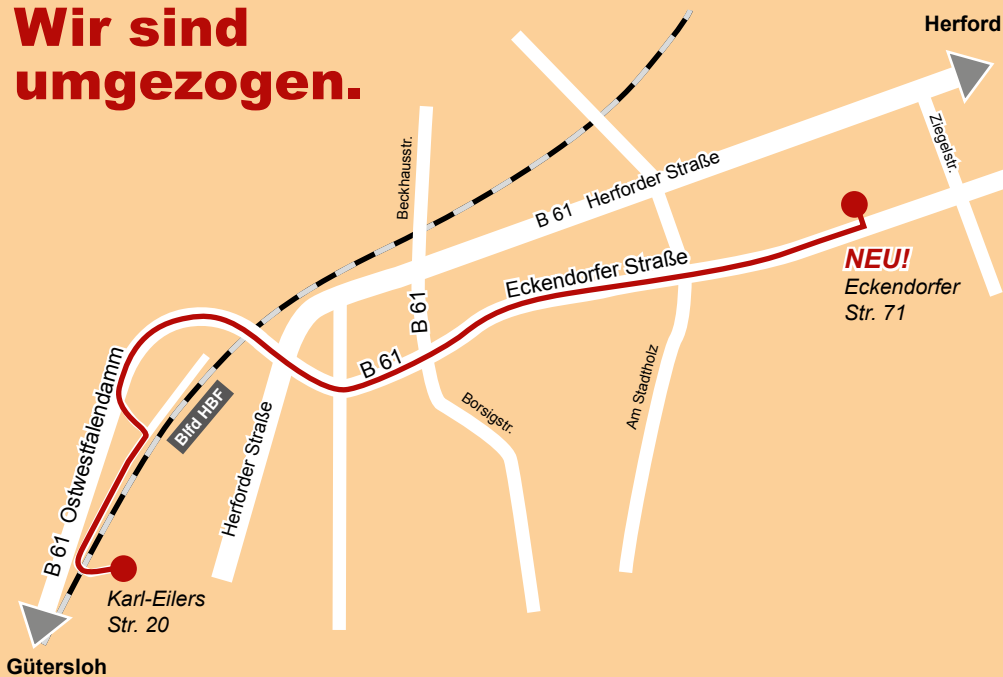 Wir sind
umgezogen.
Herford
Ziegelstr.
Beckhausstr.
B 61 Herforder Straße
NEU!
Eckendorfer
Str. 71
Eckendorfer Straße
B 61
B 61
Am Stadtholz
Borsigstr.
Blfd HBF
Herforder Straße
B 61 Ostwestfalendamm
Karl-Eilers
Str. 20
Gütersloh